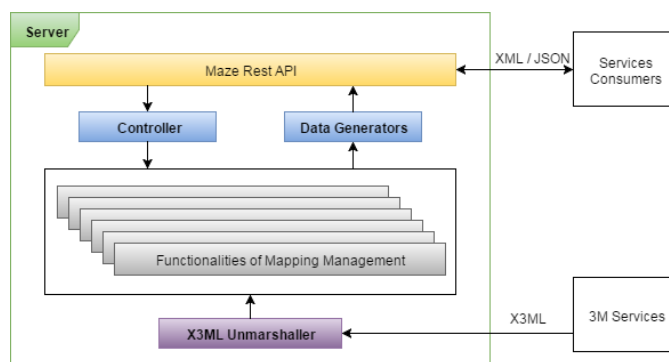 Server
Maze Rest API
XML / JSON
Services
Consumers
Controller
Data Generators
Functionalities of Mapping Management
X3ML Unmarshaller
X3ML
3M Services